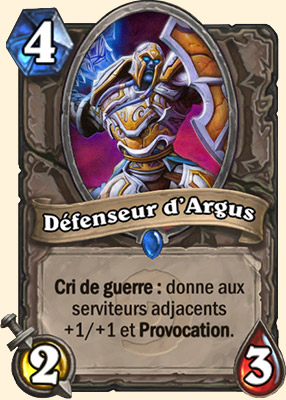 4
Défenseur d'Argus
Cri de guerre : donne aux
serviteurs adjacents
+1/+1 et Provocation.
2
3